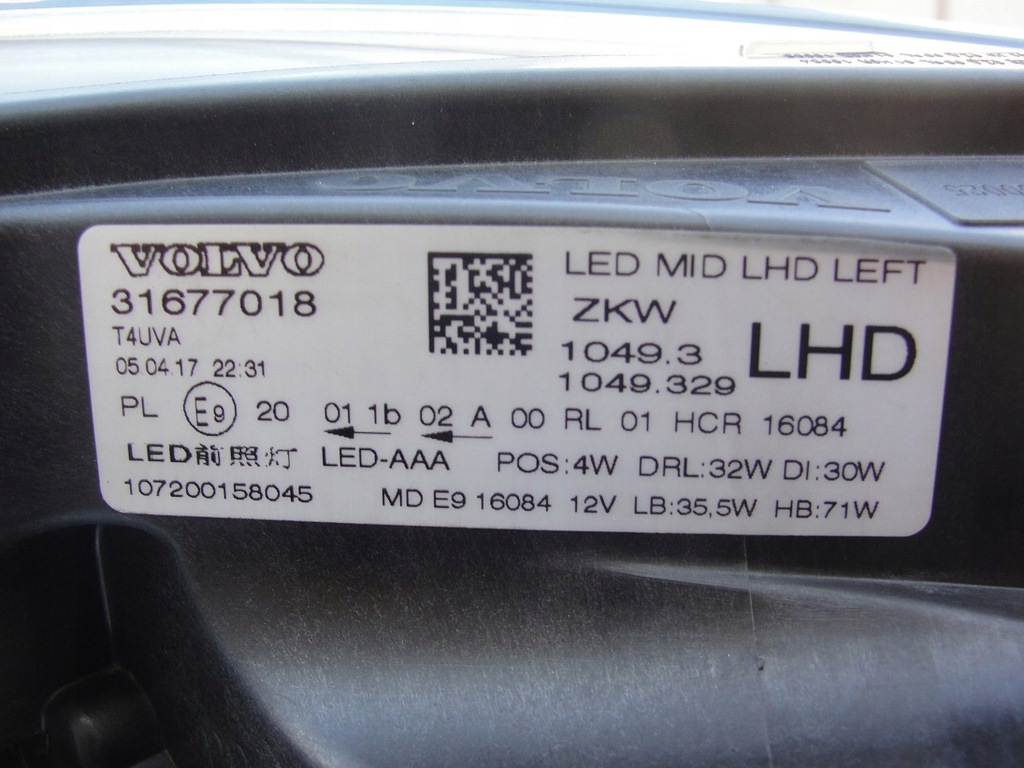 VOLVO
VOLVO
31677018
T4UVA
05.04.17 22:31
LED MID LHD LEFT
ZKW
1049.3
1049.329
LHD
PL E9 20 01 1b 02 A 00 RL 01 HCR 16084
LED前照灯 LED-AAA POS:4W DRL:32W DI:30W
107200158045 MD E9 16084 12V LB:35,5W HB:71W